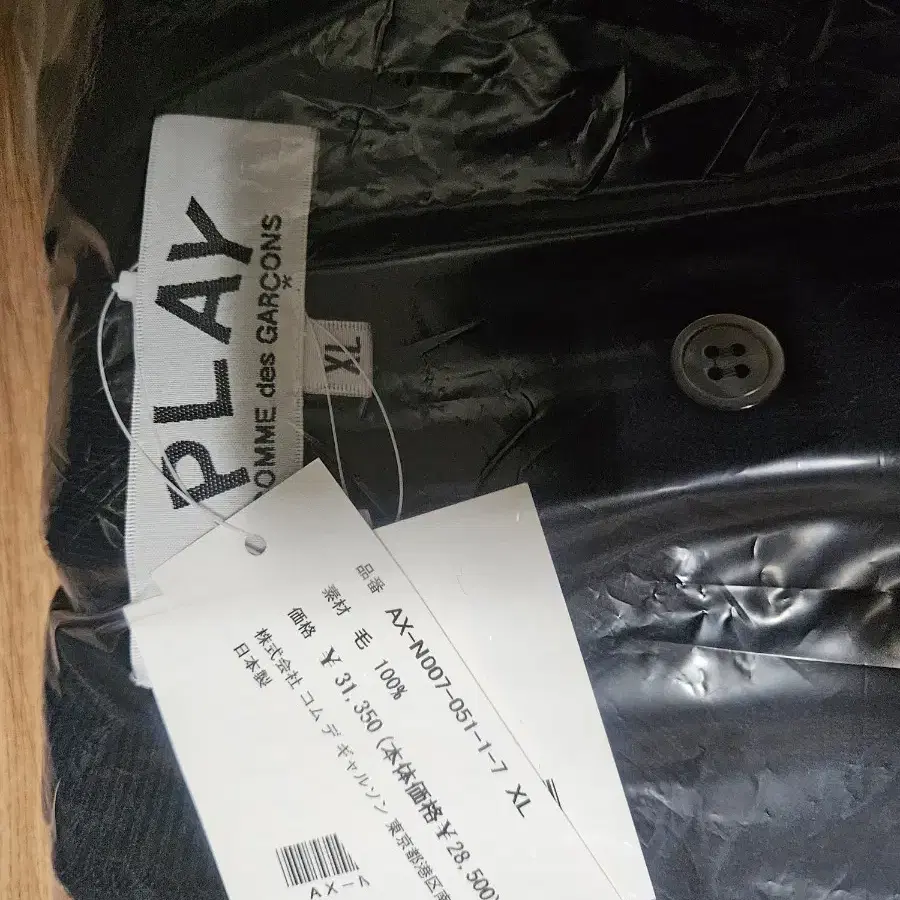 PLAY
COMME des GARÇONS
XL
品番 AX-N007-051-1-7 XL
素材 毛 100%
価格 ¥31,350(本体価格¥28,500)
株式会社 コム デ ギャルソン 東京都港区南
日本製
AX-A